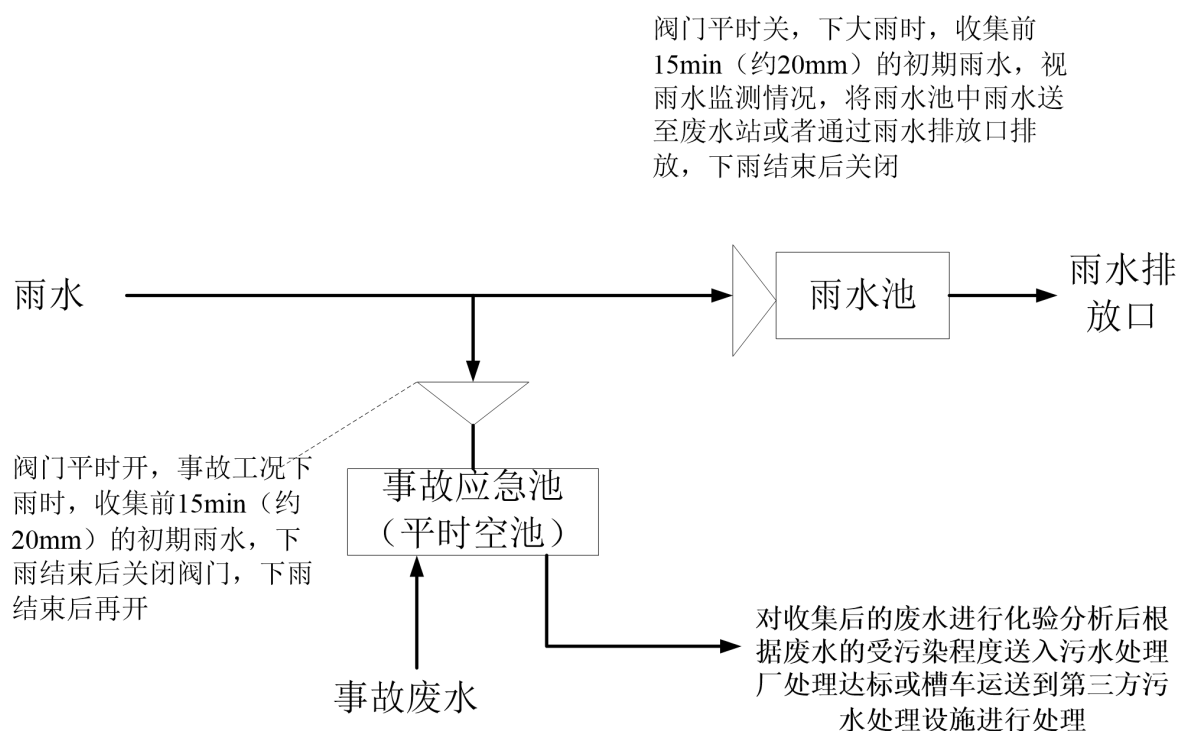 阀门平时关，下大雨时，收集前
15min（约20mm）的初期雨水，视
雨水监测情况，将雨水池中雨水送
至废水站或者通过雨水排放口排
放，下雨结束后关闭
雨水
雨水池
雨水排
放口
阀门平时开，事故工况下
雨时，收集前15min（约
20mm）的初期雨水，下
雨结束后关闭阀门，下雨
结束后再开
事故应急池
（平时空池）
事故废水
对收集后的废水进行化验分析后根
据废水的受污染程度送入污水处理
厂处理达标或槽车运送到第三方污
水处理设施进行处理